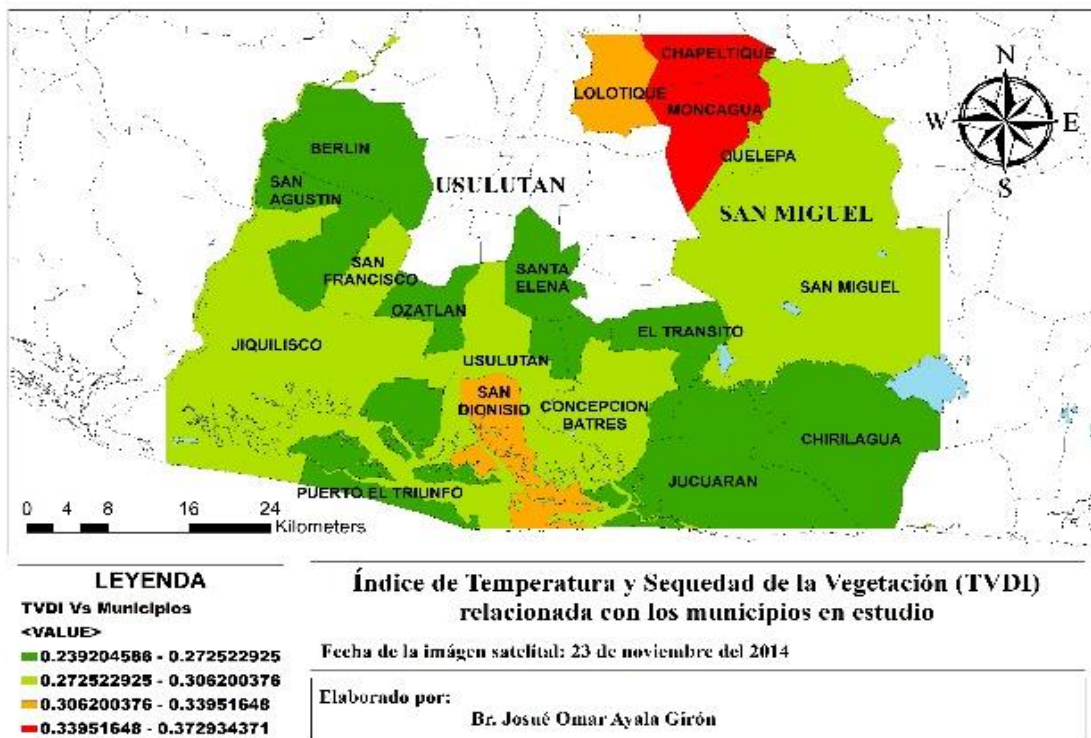 CHAPELTIQUE
LOLOTIQUE
MONCAGUA
N
W E
S
BERLIN
QUELEPA
USULUTAN
SAN
AGUSTIN
SAN MIGUEL
SAN
FRANCISCO
SANTA
ELENA
SAN MIGUEL
OZATLAN
EL TRANSITO
JIQUILISCO
USULUTAN
SAN
DIONISIO
CONCEPCION
BATRES
CHIRILAGUA
JUCUARAN
PUERTO EL TRIUNFO
0 4 8 16 24
Kilometers
LEYENDA
TVDI Vs Municipios
<VALUE>
0.239204586 - 0.272522925
0.272522925 - 0.306200376
0.306200376 - 0.33951648
0.33951648 - 0.372934371
Índice de Temperatura y Sequedad de la Vegetación (TVDI)
relacionada con los municipios en estudio
Fecha de la imágen satelital: 23 de noviembre del 2014
Elaborado por:
Br. Josué Omar Ayala Girón